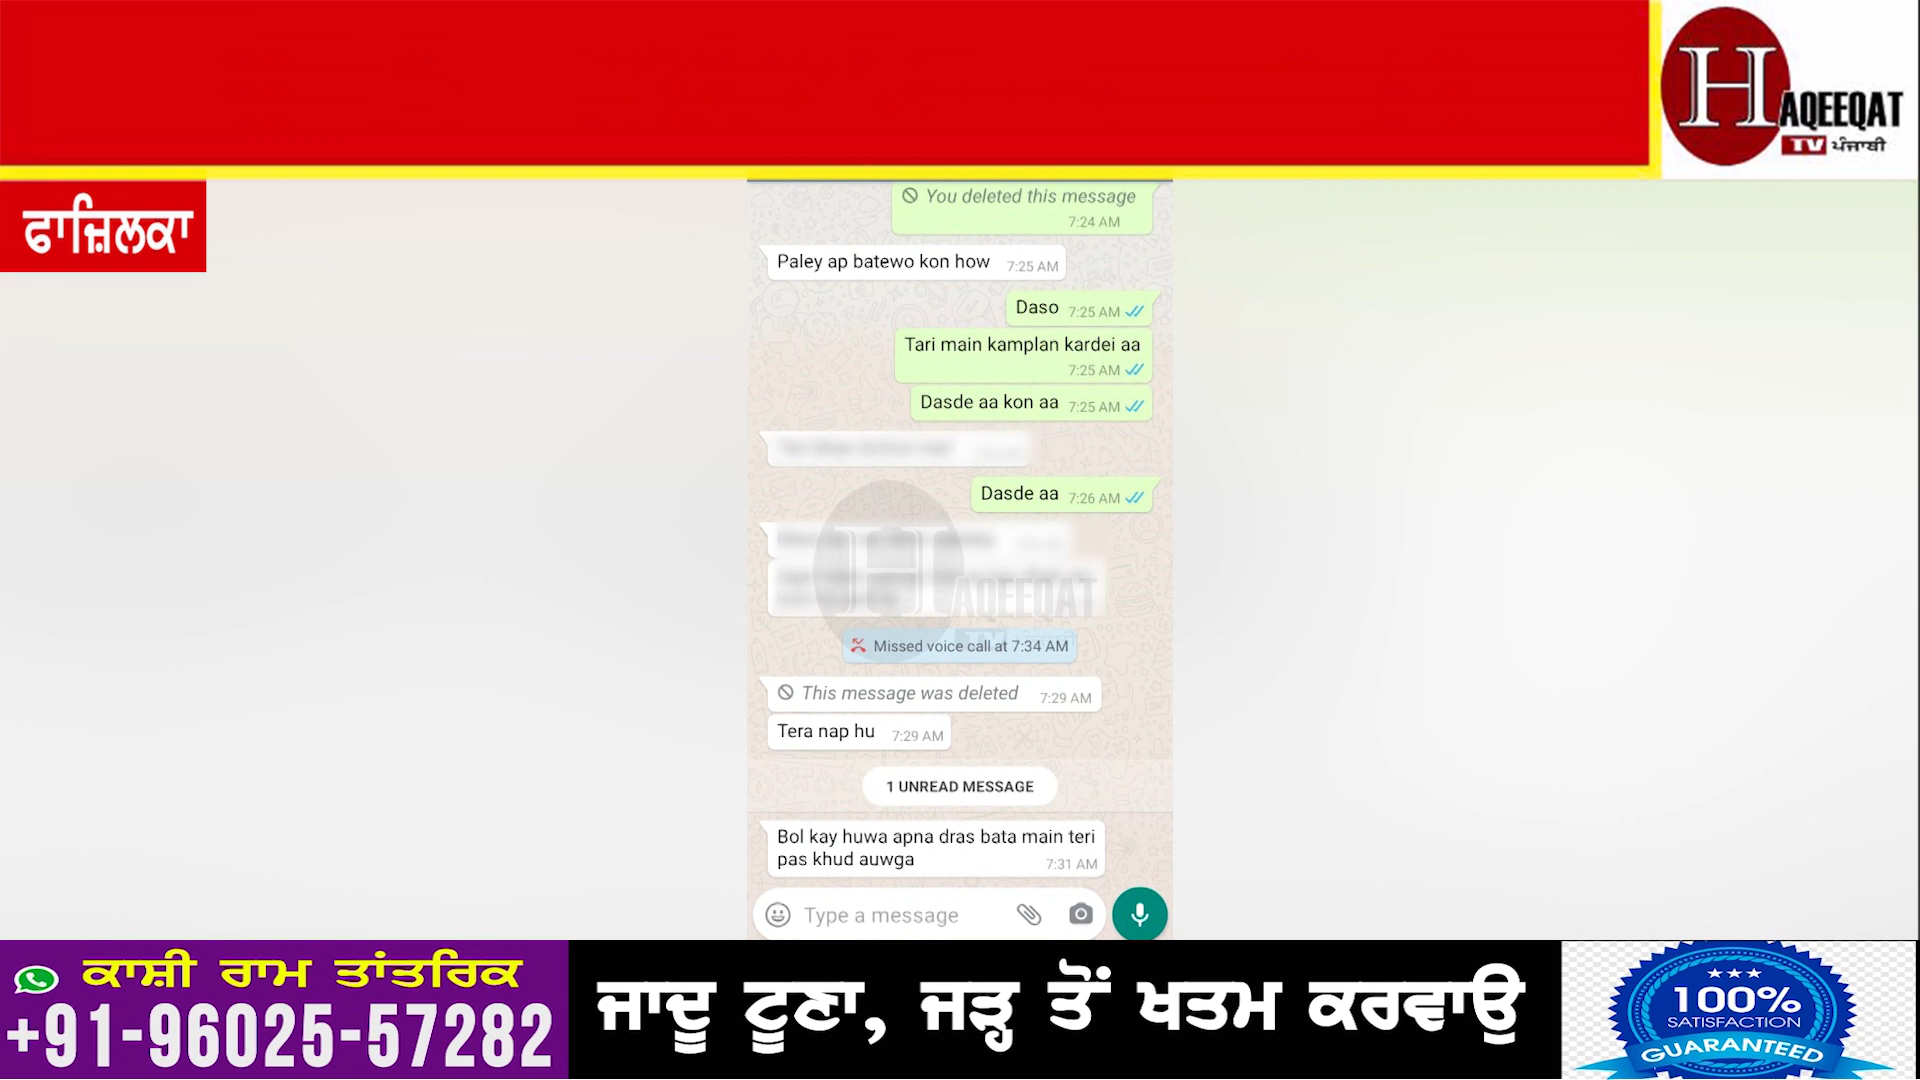 HAQEEQAT
TV ਪੰਜਾਬੀ
ਫਾਜ਼ਿਲਕਾ
You deleted this message
7:24 AM
Paley ap batewo kon how 7:25 AM
Daso 7:25 AM
Tari main kamplan kardei aa
7:25 AM
Dasde aa kon aa 7:25 AM
Dasde aa 7:26 AM
HAQEEQAT
TV ਪੰਜਾਬੀ
Missed voice call at 7:34 AM
This message was deleted 7:29 AM
Tera nap hu 7:29 AM
1 UNREAD MESSAGE
Bol kay huwa apna dras bata main teri
pas khud auwga 7:31 AM
Type a message
ਕਾਸ਼ੀ ਰਾਮ ਤਾਂਤਰਿਕ
+91-96025-57282
ਜਾਦੂ ਟੂਣਾ, ਜੜ੍ਹ ਤੋਂ ਖਤਮ ਕਰਵਾਉ
100%
SATISFACTION
GUARANTEED